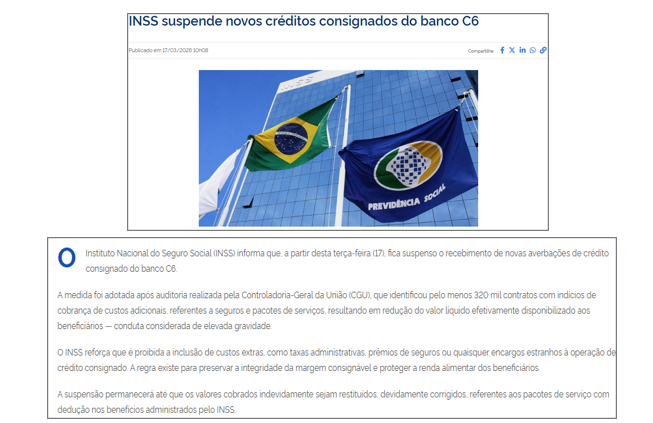 INSS suspende novos créditos consignados do banco C6
Publicado em 17/03/2026 10h08
Compartilhe:
PREVIDÊNCIA SOCIAL
O Instituto Nacional do Seguro Social (INSS) informa que, a partir desta terça-feira (17), fica suspenso o recebimento de novas averbações de crédito
consignado do banco C6.
A medida foi adotada após auditoria realizada pela Controladoria-Geral da União (CGU), que identificou pelo menos 320 mil contratos com indícios de
cobrança de custos adicionais, referentes a seguros e pacotes de serviços, resultando em redução do valor líquido efetivamente disponibilizado aos
beneficiários — conduta considerada de elevada gravidade.
O INSS reforça que é proibida a inclusão de custos extras, como taxas administrativas, prêmios de seguros ou quaisquer encargos estranhos à operação de
crédito consignado. A regra existe para preservar a integridade da margem consignável e proteger a renda alimentar dos beneficiários.
A suspensão permanecerá até que os valores cobrados indevidamente sejam restituídos, devidamente corrigidos, referentes aos pacotes de serviço com
dedução nos benefícios administrados pelo INSS.